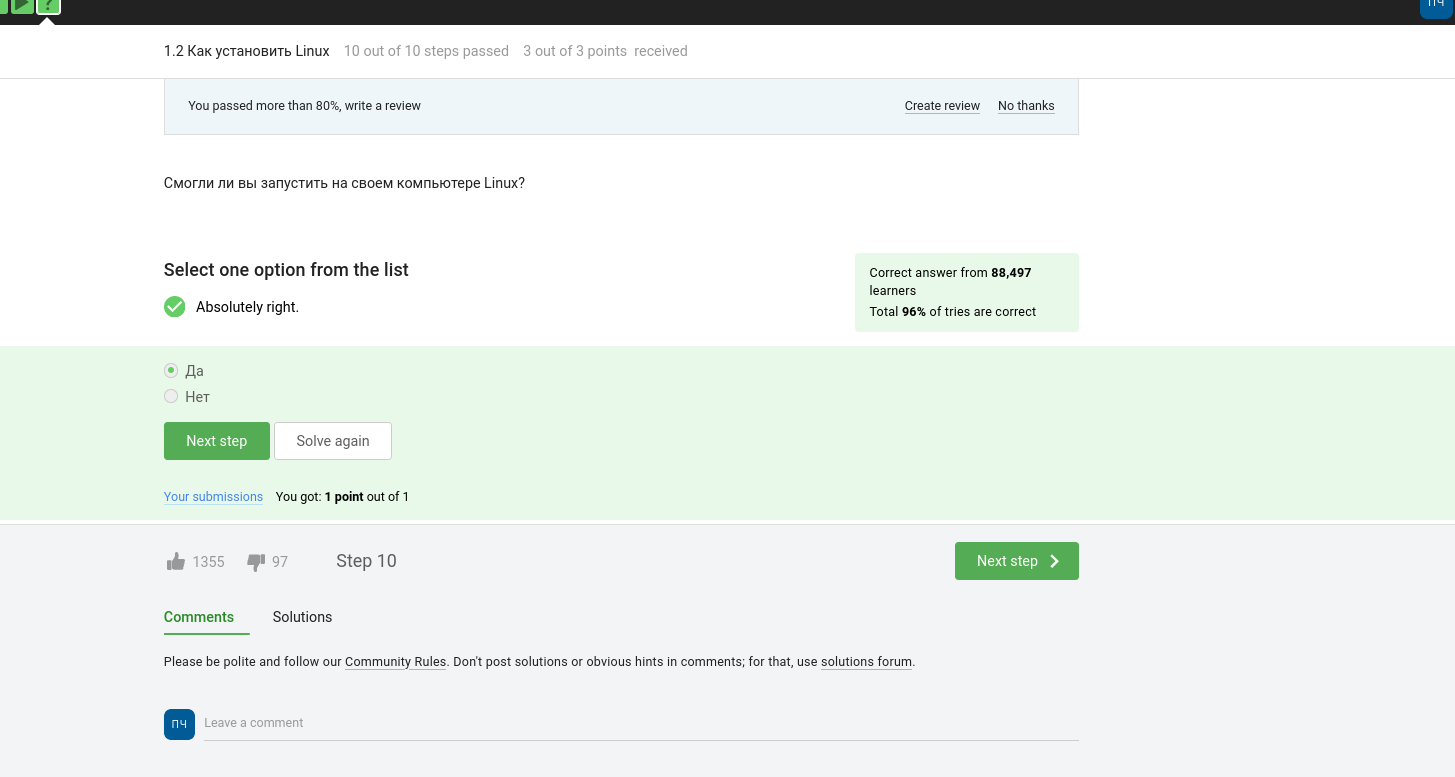 ?
ПЧ
1.2 Как установить Linux 10 out of 10 steps passed 3 out of 3 points received
You passed more than 80%, write a review Create review No thanks
Смогли ли вы запустить на своем компьютере Linux?
Select one option from the list
Absolutely right.
Correct answer from 88,497
learners
Total 96% of tries are correct
Да
Нет
Next step Solve again
Your submissions You got: 1 point out of 1
1355 97 Step 10 Next step
Comments Solutions
Please be polite and follow our Community Rules. Don't post solutions or obvious hints in comments; for that, use solutions forum.
ПЧ Leave a comment